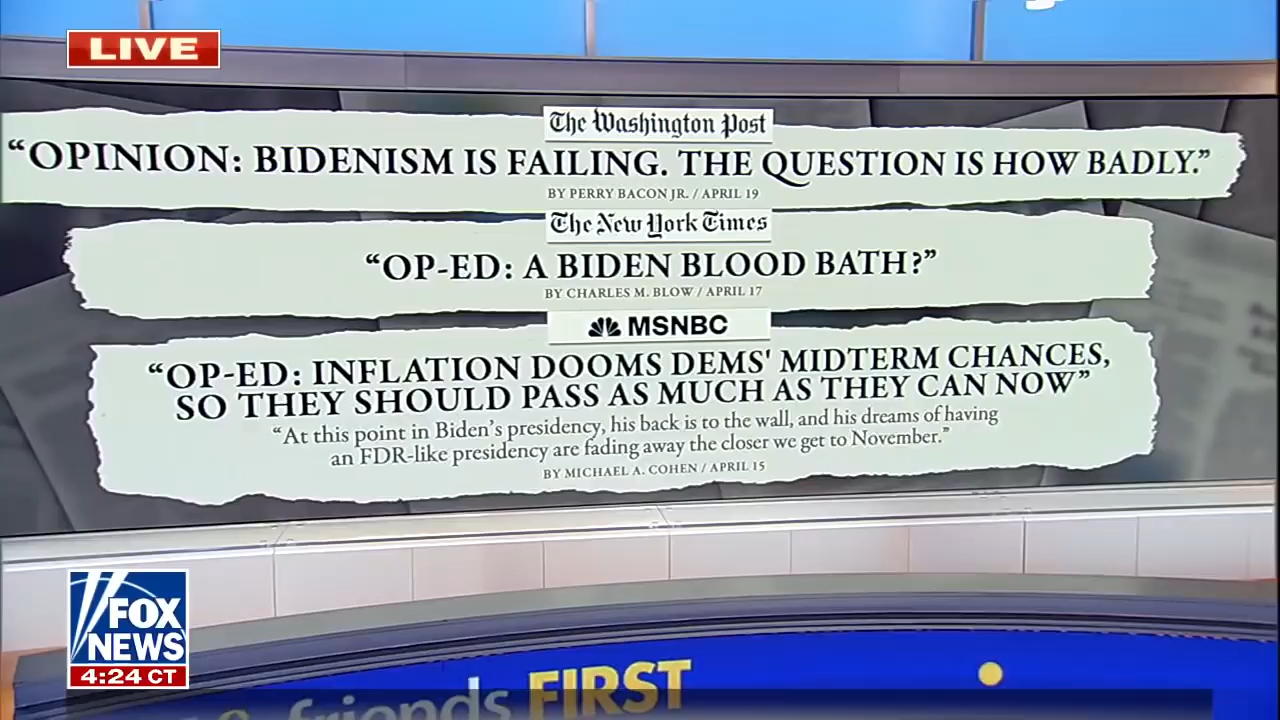 LIVE
The Washington Post
“OPINION: BIDENISM IS FAILING. THE QUESTION IS HOW BADLY.”
BY PERRY BACON JR. / APRIL 19
The New York Times
“OP-ED: A BIDEN BLOOD BATH?”
BY CHARLES M. BLOW / APRIL 17
MSNBC
“OP-ED: INFLATION DOOMS DEMS' MIDTERM CHANCES,
SO THEY SHOULD PASS AS MUCH AS THEY CAN NOW”
“At this point in Biden’s presidency, his back is to the wall, and his dreams of having
an FDR-like presidency are fading away the closer we get to November.”
BY MICHAEL A. COHEN / APRIL 15
FOX
NEWS
4:24 CT
friends FIRST